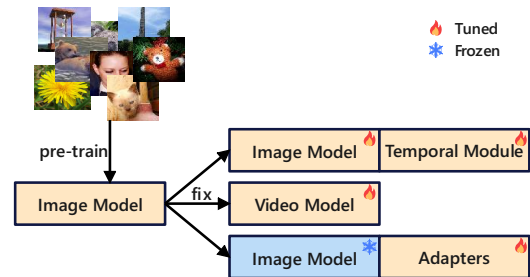 Tuned
Frozen
pre-train
Image Model Temporal Module
Image Model
fix
Video Model
Image Model Adapters